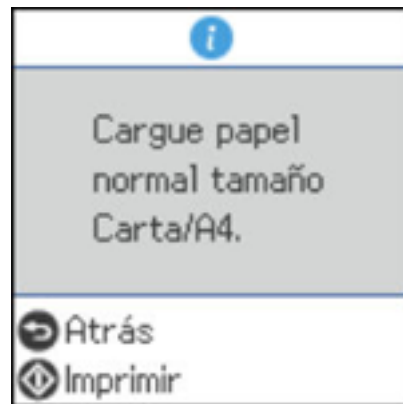 Cargue papel
normal tamaño
Carta/A4.
Atrás
Imprimir